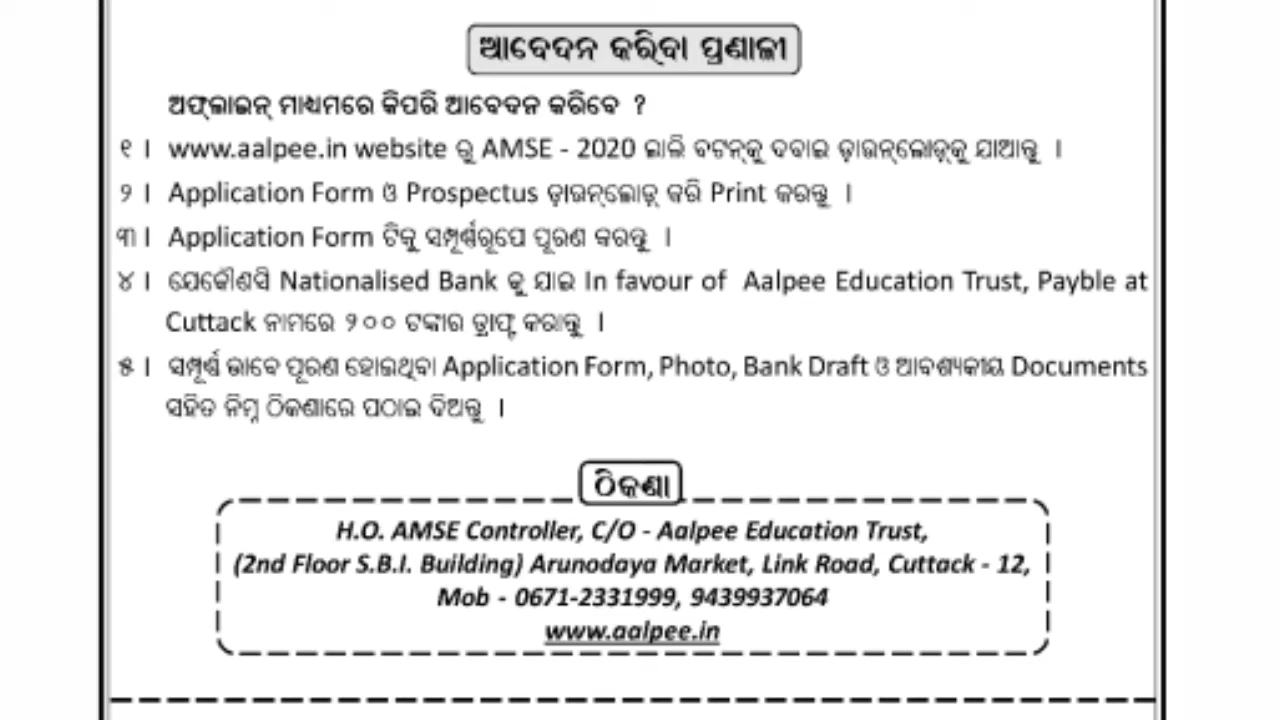 ଆବେଦନ କରିବା ପ୍ରଣାଳୀ
ଅଫ୍‌ଲାଇନ୍ ମାଧ୍ୟମରେ କିପରି ଆବେଦନ କରିବେ ?
୧ । www.aalpee.in website ରୁ AMSE - 2020 ଲାଲି ବଟନ୍‌କୁ ଦବାଇ ଡ଼ାଉନ୍‌ଲୋଡ଼୍‌କୁ ଯାଆନ୍ତୁ ।
୨ । Application Form ଓ Prospectus ଡ଼ାଉନ୍‌ଲୋଡ଼୍ କରି Print କରନ୍ତୁ ।
୩ । Application Form ଟିକୁ ସମ୍ପୂର୍ଣ୍ଣରୂପେ ପୂରଣ କରନ୍ତୁ ।
୪ । ଯେକୌଣସି Nationalised Bank କୁ ଯାଇ In favour of Aalpee Education Trust, Payble at
Cuttack ନାମରେ ୨୦୦ ଟଙ୍କାର ଡ୍ରାଫ୍ଟ କରାନ୍ତୁ ।
୫ । ସମ୍ପୂର୍ଣ୍ଣ ଭାବେ ପୂରଣ ହୋଇଥିବା Application Form, Photo, Bank Draft ଓ ଆବଶ୍ୟକୀୟ Documents
ସହିତ ନିମ୍ନ ଠିକଣାରେ ପଠାଇ ଦିଅନ୍ତୁ ।
ଠିକଣା
H.O. AMSE Controller, C/O - Aalpee Education Trust,
(2nd Floor S.B.I. Building) Arunodaya Market, Link Road, Cuttack - 12,
Mob - 0671-2331999, 9439937064
www.aalpee.in